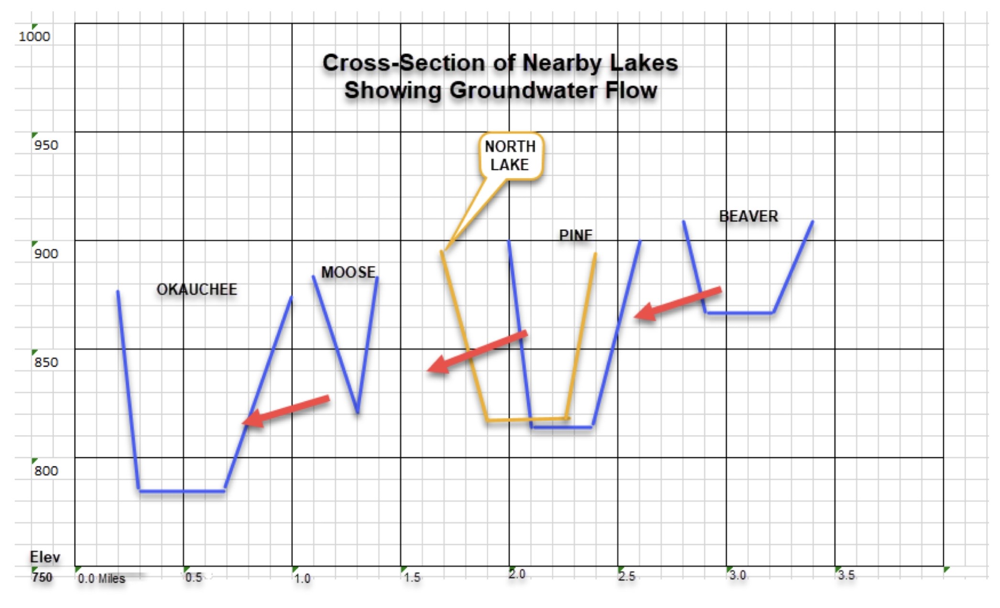 1000
Cross-Section of Nearby Lakes
Showing Groundwater Flow
950
NORTH
LAKE
BEAVER
PINE
900
MOOSE
OKAUCHEE
850
800
Elev
750
0.0 Miles
0.5
1.0
1.5
2.0
2.5
3.0
3.5